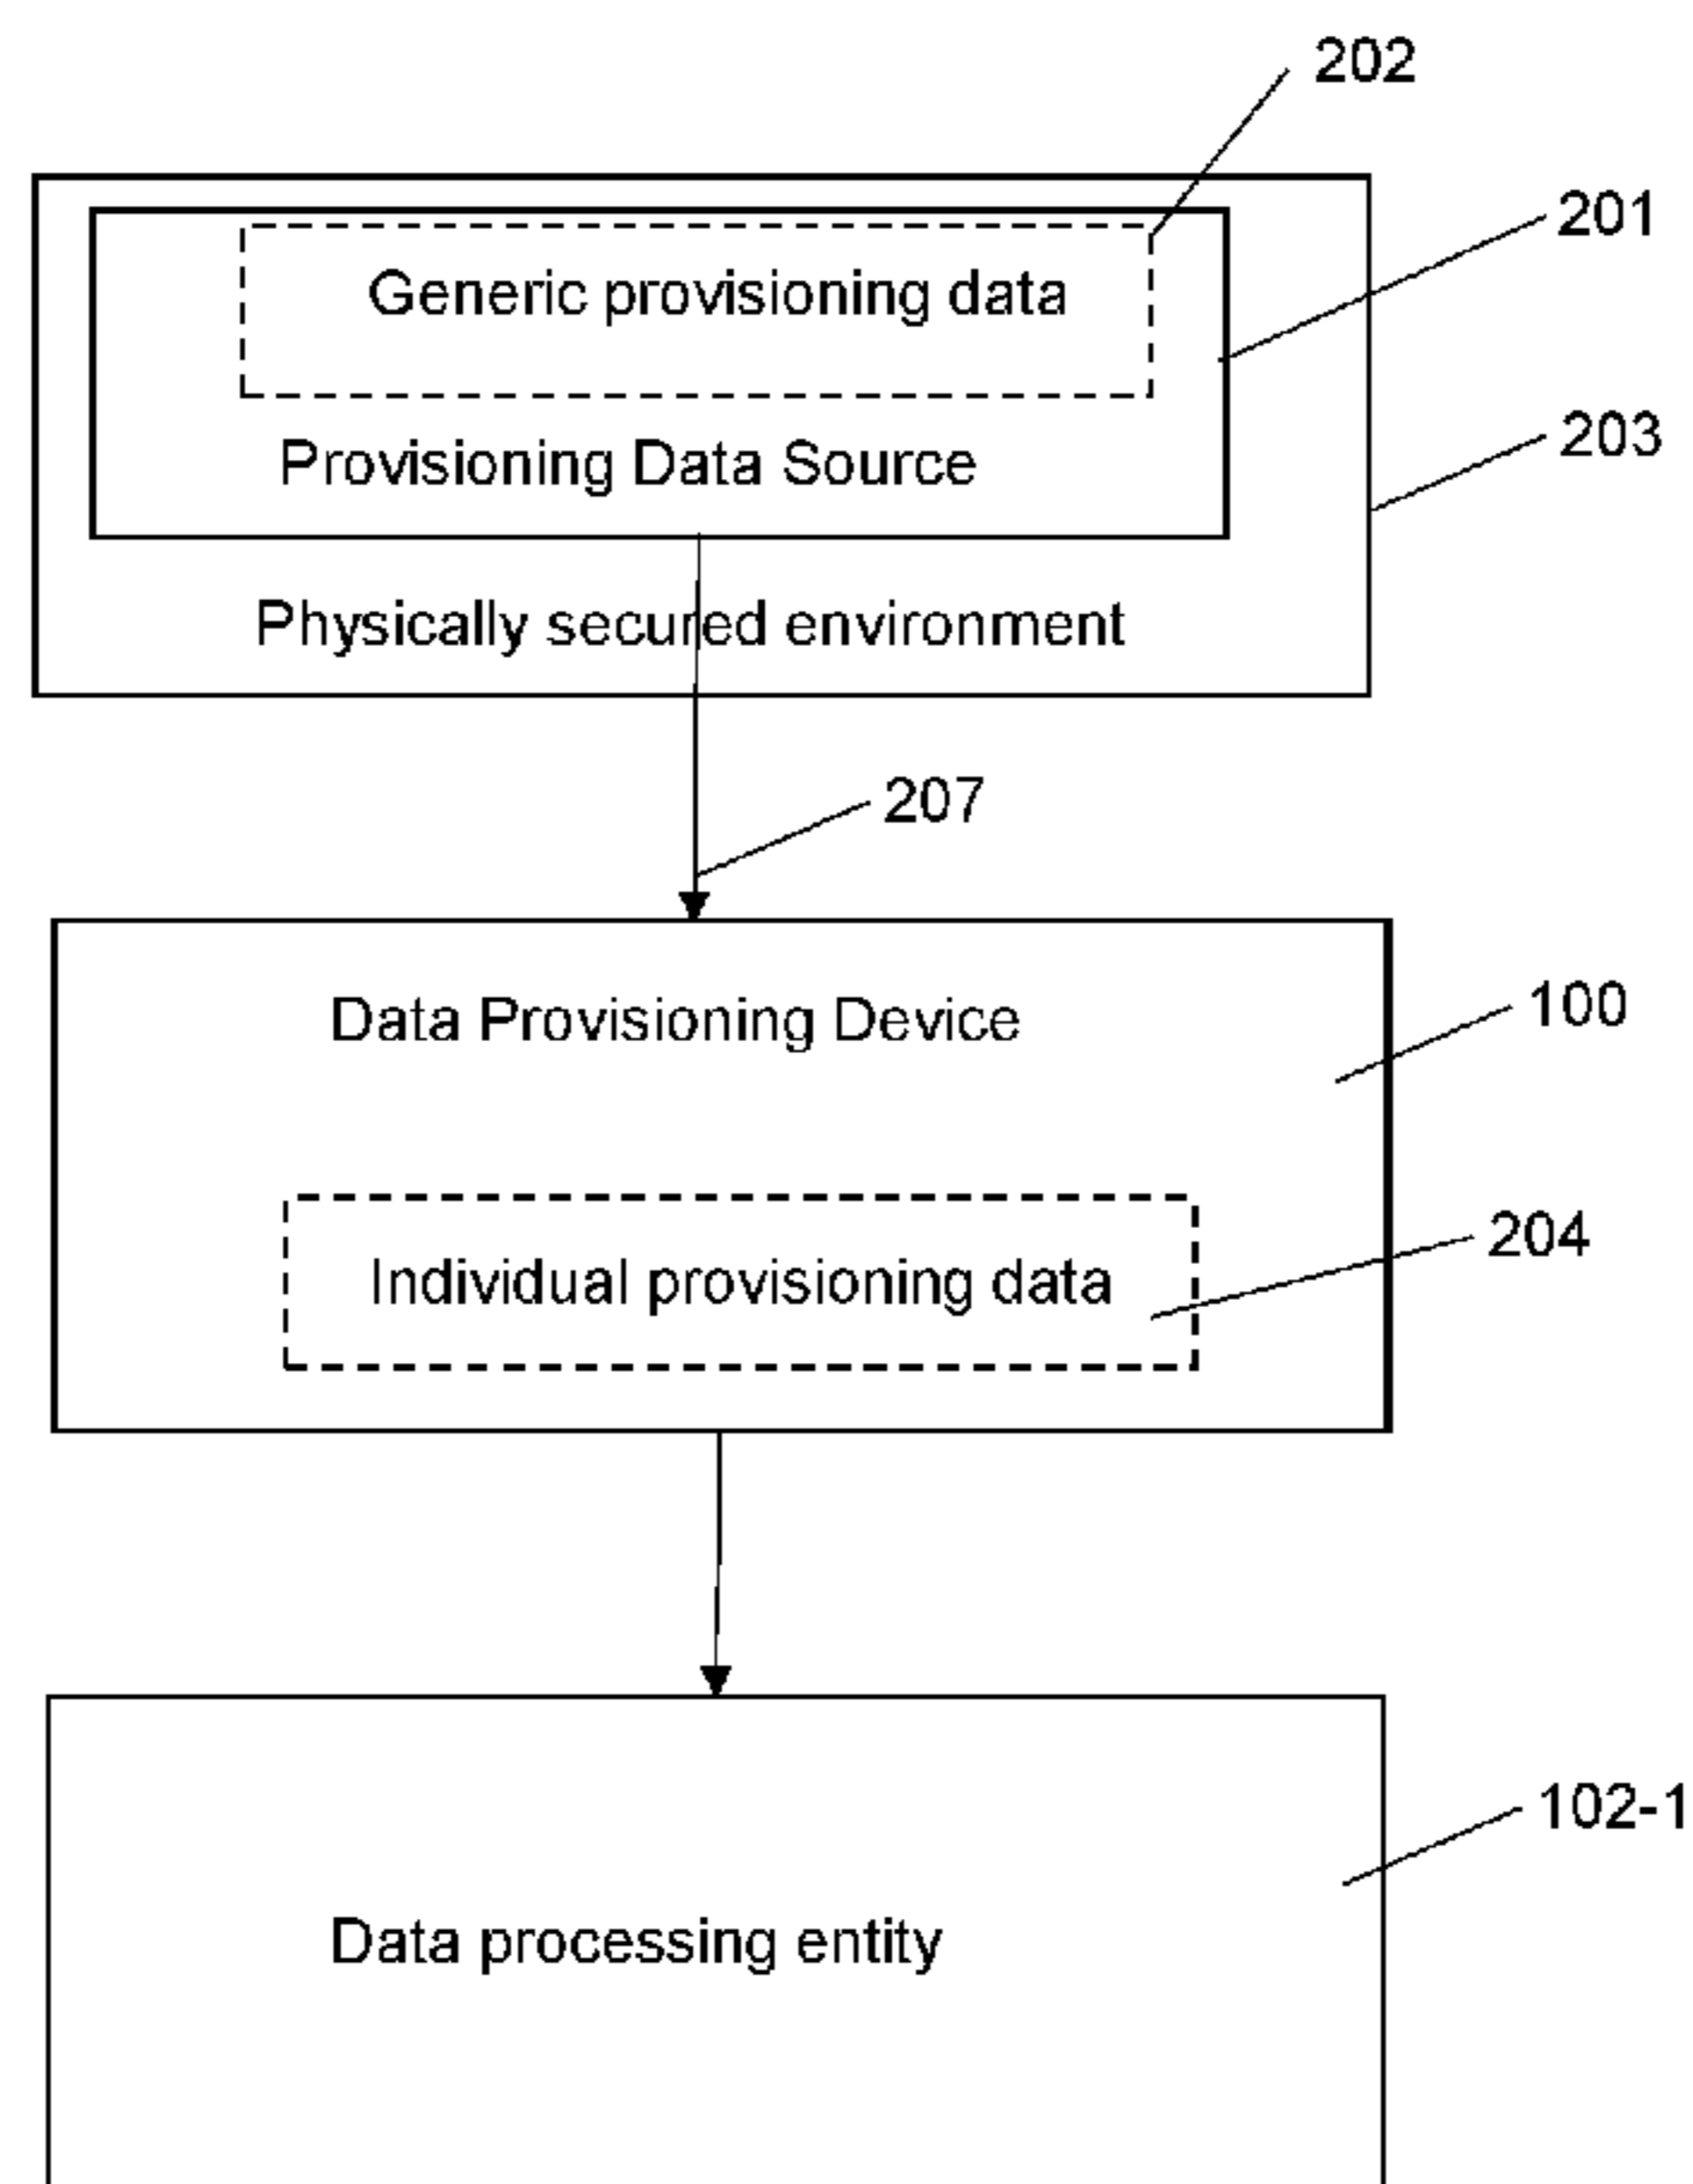 202
201
Generic provisioning data
203
Provisioning Data Source
Physically secured environment
207
100
Data Provisioning Device
204
Individual provisioning data
102-1
Data processing entity